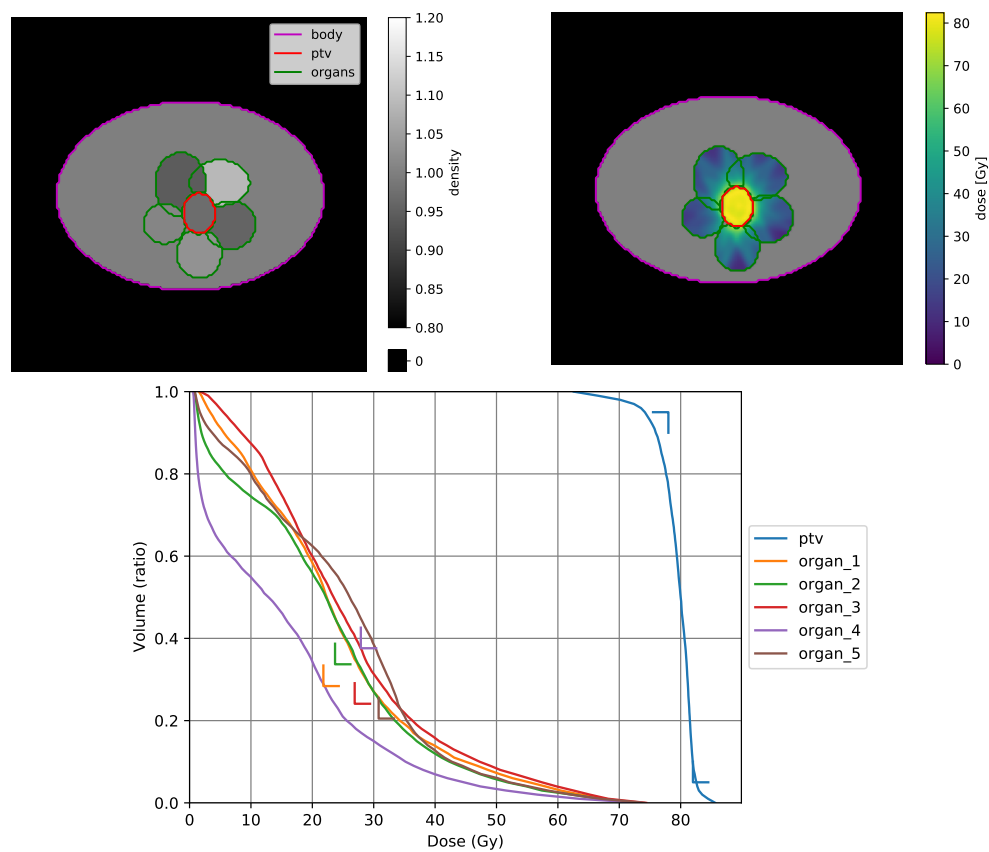 body
ptv
organs
1.20
1.15
1.10
1.05
1.00
0.95
0.90
0.85
0.80
0
density
80
70
60
50
40
30
20
10
0
dose [Gy]
1.0
0.8
0.6
0.4
0.2
0.0
Volume (ratio)
0 10 20 30 40 50 60 70 80
Dose (Gy)
ptv
organ_1
organ_2
organ_3
organ_4
organ_5